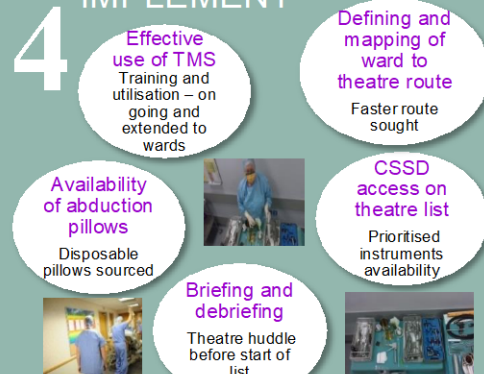 4
IMPLEMENT
Effective
use of TMS
Training and
utilisation – on
going and
extended to
wards
Defining and
mapping of
ward to
theatre route
Faster route
sought
Availability
of abduction
pillows
Disposable
pillows sourced
CSSD
access on
theatre list
Prioritised
instruments
availability
Briefing and
debriefing
Theatre huddle
before start of
list